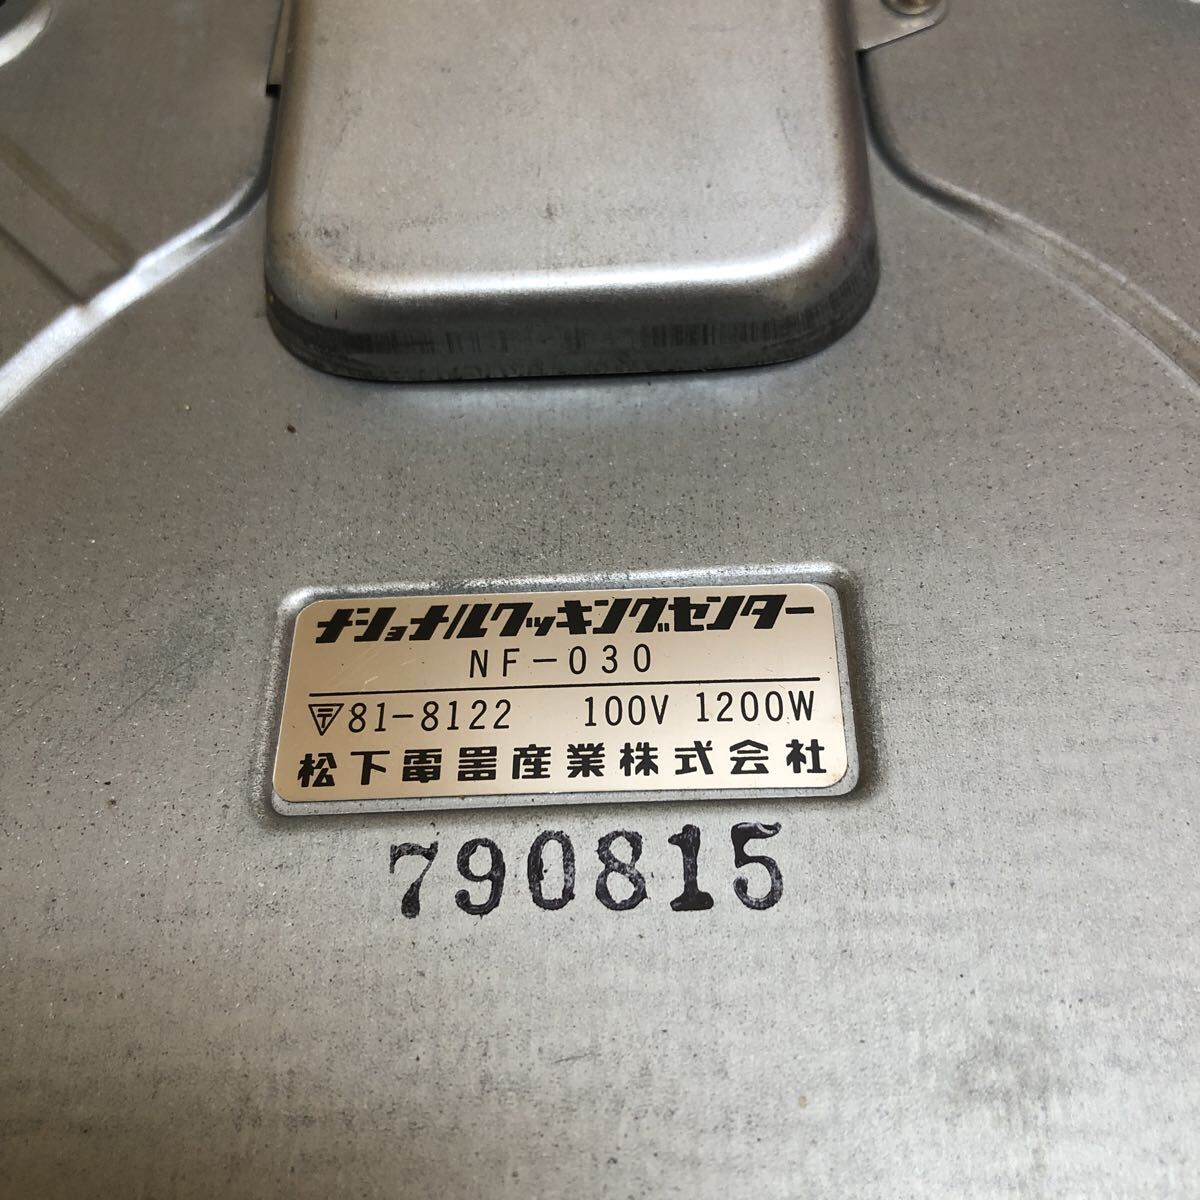 ナショナルクッキングセンター
NF-030
〒81-8122 100V 1200W
松下電器産業株式会社
790815